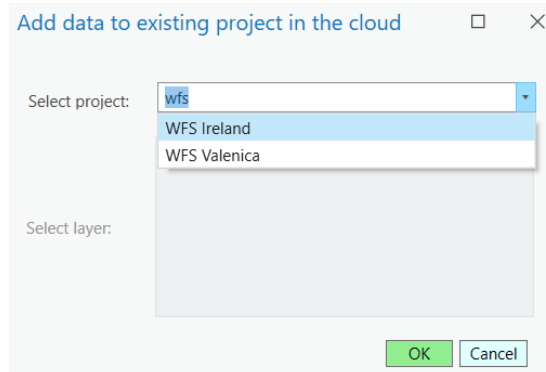 Add data to existing project in the cloud
Select project:
wfs
WFS Ireland
WFS Valenica
Select layer:
OK
Cancel